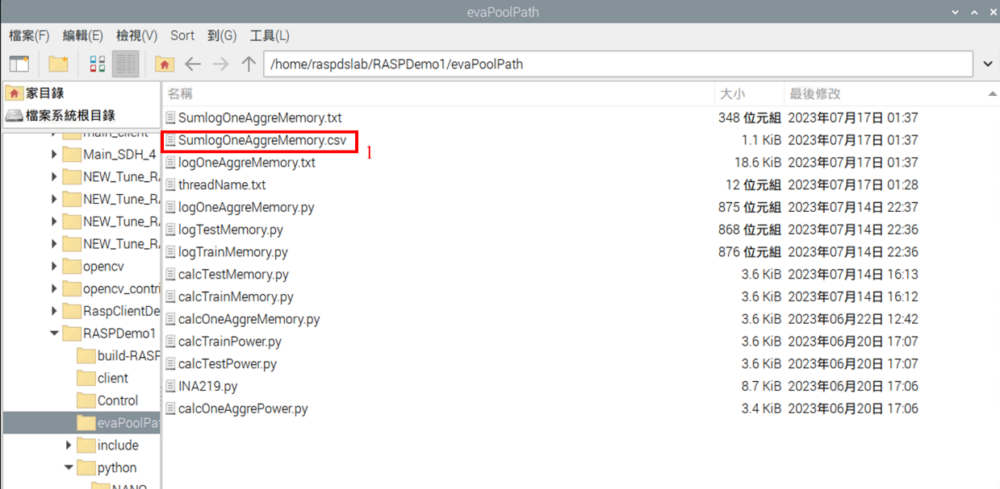 evaPoolPath
檔案(F) 編輯(E) 檢視(V) Sort 到(G) 工具(L)
/home/raspdslab/RASPDemo1/evaPoolPath
家目錄
檔案系統根目錄
main_client
Main_SDH_4
NEW_Tune_RA
NEW_Tune_RA
NEW_Tune_RA
NEW_Tune_RA
opencv
opencv_contri
RaspClientDe
RASPDemo1
build-RASP
client
Control
evaPoolPat
include
python
NANO
名稱 大小 最後修改
SumlogOneAggreMemory.txt 348 位元組 2023年07月17日 01:37
SumlogOneAggreMemory.csv 1.1 KiB 2023年07月17日 01:37
1
logOneAggreMemory.txt 18.6 KiB 2023年07月17日 01:37
threadName.txt 12 位元組 2023年07月17日 01:28
logOneAggreMemory.py 875 位元組 2023年07月14日 22:37
logTestMemory.py 868 位元組 2023年07月14日 22:36
logTrainMemory.py 876 位元組 2023年07月14日 22:36
calcTestMemory.py 3.6 KiB 2023年07月14日 16:13
calcTrainMemory.py 3.6 KiB 2023年07月14日 16:12
calcOneAggreMemory.py 3.6 KiB 2023年06月22日 12:42
calcTrainPower.py 3.6 KiB 2023年06月20日 17:07
calcTestPower.py 3.6 KiB 2023年06月20日 17:07
INA219.py 8.7 KiB 2023年06月20日 17:06
calcOneAggrePower.py 3.4 KiB 2023年06月20日 17:06